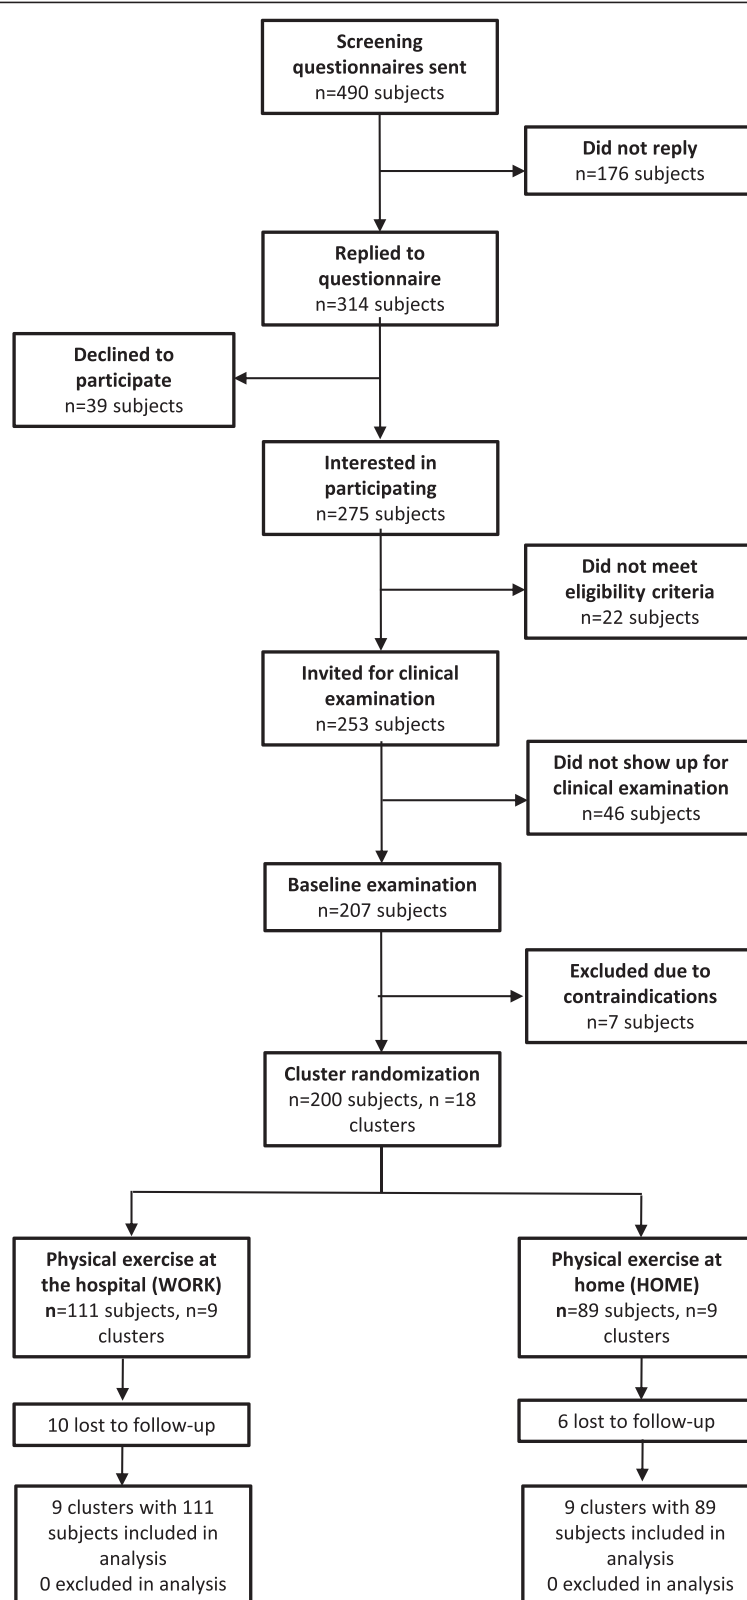 Screening
questionnaires sent
n=490 subjects
Did not reply
n=176 subjects
Replied to
questionnaire
n=314 subjects
Declined to
participate
n=39 subjects
Interested in
participating
n=275 subjects
Did not meet
eligibility criteria
n=22 subjects
Invited for clinical
examination
n=253 subjects
Did not show up for
clinical examination
n=46 subjects
Baseline examination
n=207 subjects
Excluded due to
contraindications
n=7 subjects
Cluster randomization
n=200 subjects, n =18
clusters
Physical exercise at
the hospital (WORK)
n=111 subjects, n=9
clusters
Physical exercise at
home (HOME)
n=89 subjects, n=9
clusters
10 lost to follow-up
6 lost to follow-up
9 clusters with 111
subjects included in
analysis
0 excluded in analysis
9 clusters with 89
subjects included in
analysis
0 excluded in analysis